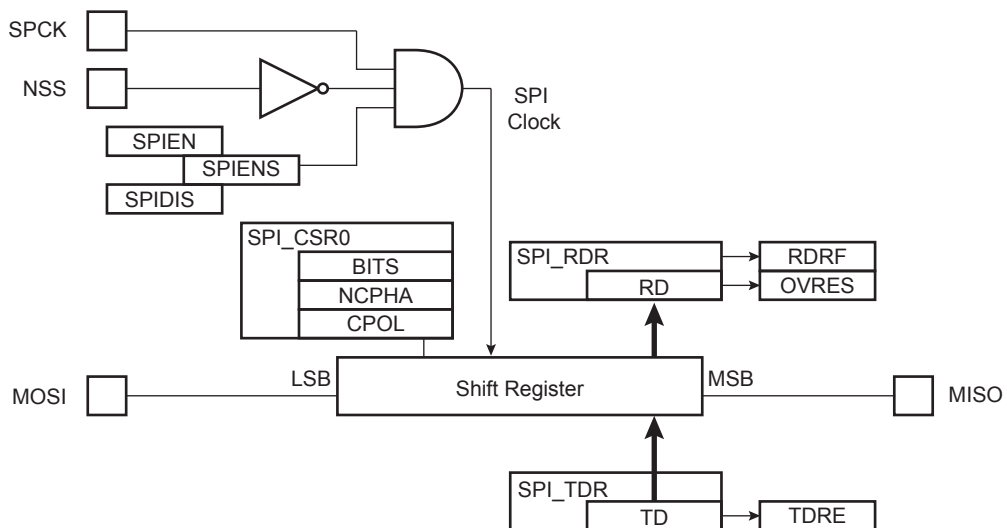 SPCK
NSS
SPI
Clock
SPIEN
SPIENS
SPIDIS
SPI_CSR0
BITS
NCPHA
CPOL
SPI_RDR
RD
RDRF
OVRES
MOSI
LSB
Shift Register
MSB
MISO
SPI_TDR
TD
TDRE